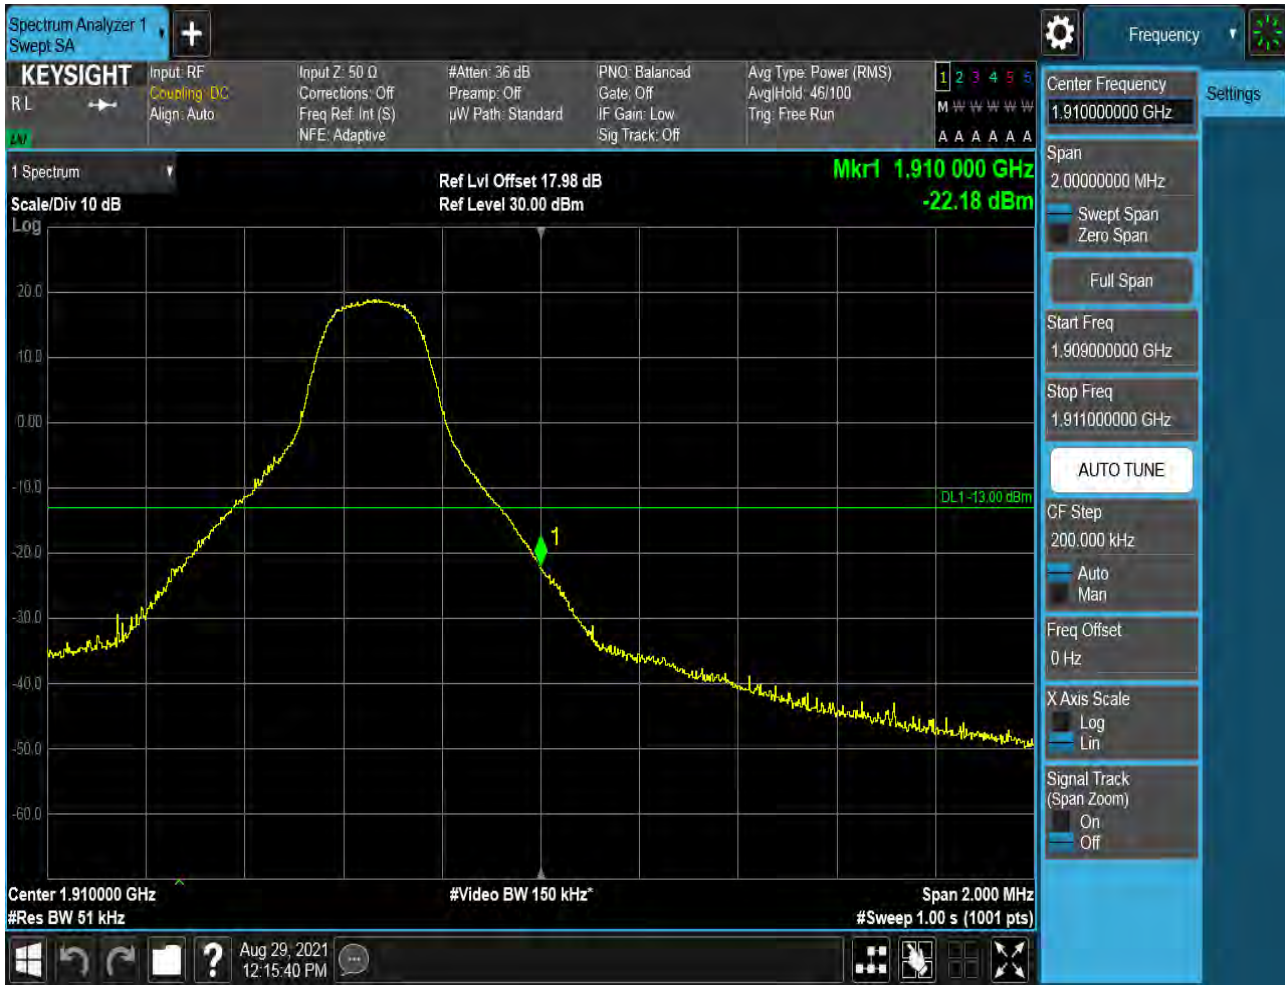 Spectrum Analyzer 1
Swept SA
+
Frequency
KEYSIGHT
R L
Input: RF
Coupling: DC
Align: Auto
Input Z: 50 Ω
Corrections: Off
Freq Ref: Int (S)
NFE: Adaptive
#Atten: 36 dB
Preamp: Off
µW Path: Standard
PNO: Balanced
Gate: Off
IF Gain: Low
Sig Track: Off
Avg Type: Power (RMS)
Avg|Hold: 46/100
Trig: Free Run
1 2 3 4 5 6
M W W W W W
A A A A A A
1 Spectrum
Scale/Div 10 dB
Log
Ref Lvl Offset 17.98 dB
Ref Level 30.00 dBm
Mkr1 1.910 000 GHz
-22.18 dBm
20.0
10.0
0.00
-10.0
-20.0
-30.0
-40.0
-50.0
-60.0
DL1 -13.00 dBm
1
Center 1.910000 GHz
#Res BW 51 kHz
#Video BW 150 kHz*
Span 2.000 MHz
#Sweep 1.00 s (1001 pts)
Center Frequency
1.910000000 GHz
Settings
Span
2.00000000 MHz
Swept Span
Zero Span
Full Span
Start Freq
1.909000000 GHz
Stop Freq
1.911000000 GHz
AUTO TUNE
CF Step
200.000 kHz
Auto
Man
Freq Offset
0 Hz
X Axis Scale
Log
Lin
Signal Track
(Span Zoom)
On
Off
?
Aug 29, 2021
12:15:40 PM